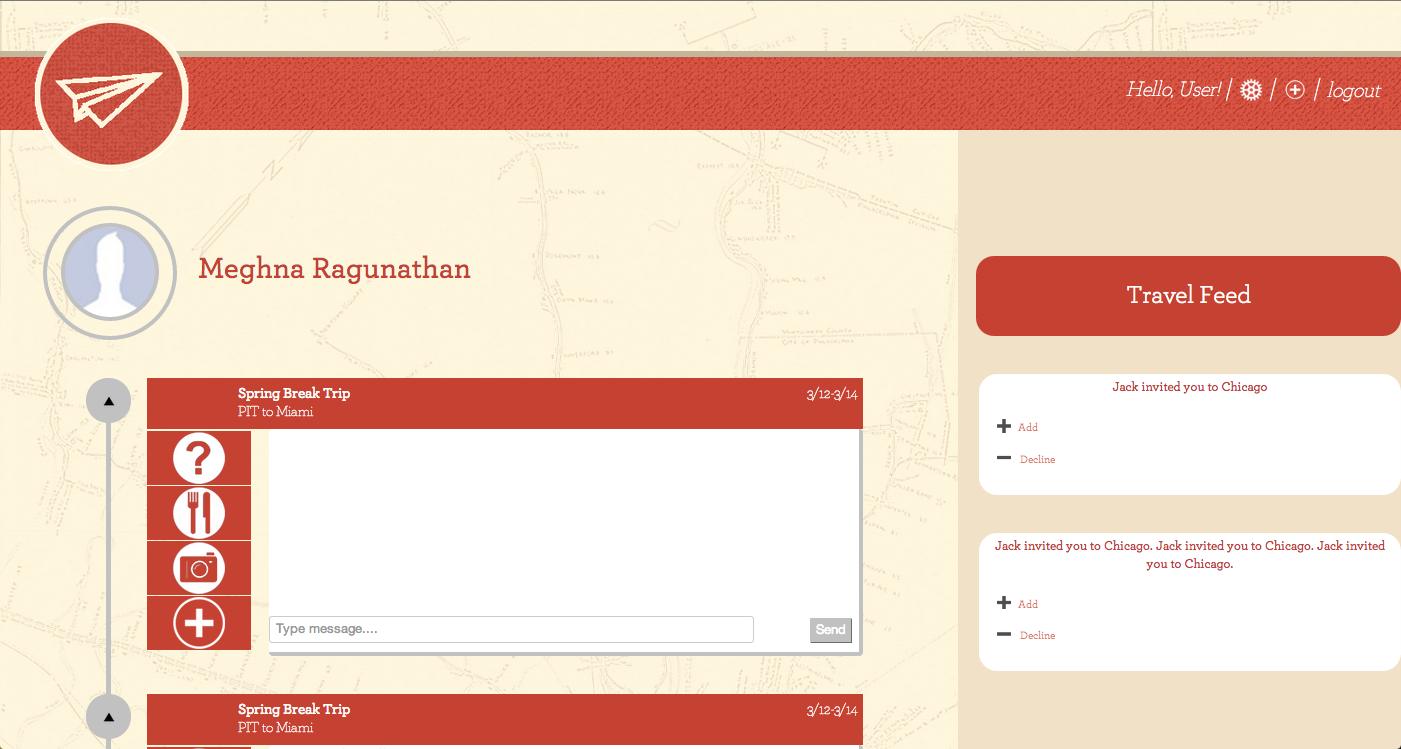 Hello, User! | | | logout
Meghna Ragunathan
Travel Feed
Spring Break Trip
3/12-3/14
PIT to Miami
?
Type message....
Send
Jack invited you to Chicago
Add
Decline
Jack invited you to Chicago. Jack invited you to Chicago. Jack invited
you to Chicago.
Add
Decline
Spring Break Trip
3/12-3/14
PIT to Miami